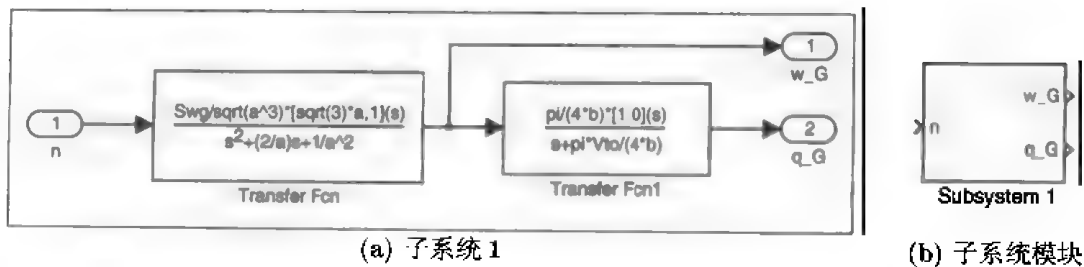 1
n
Swg/sqrt(a^3)*[sqrt(3)*a,1](s)
s²+(2/a)s+1/a^2
Transfer Fcn
pi/(4*b)*[1 0](s)
s+pi*Vto/(4*b)
Transfer Fcn1
1
w_G
2
q_G
(a) 子系统 1
n
w_G
q_G
Subsystem 1
(b) 子系统模块